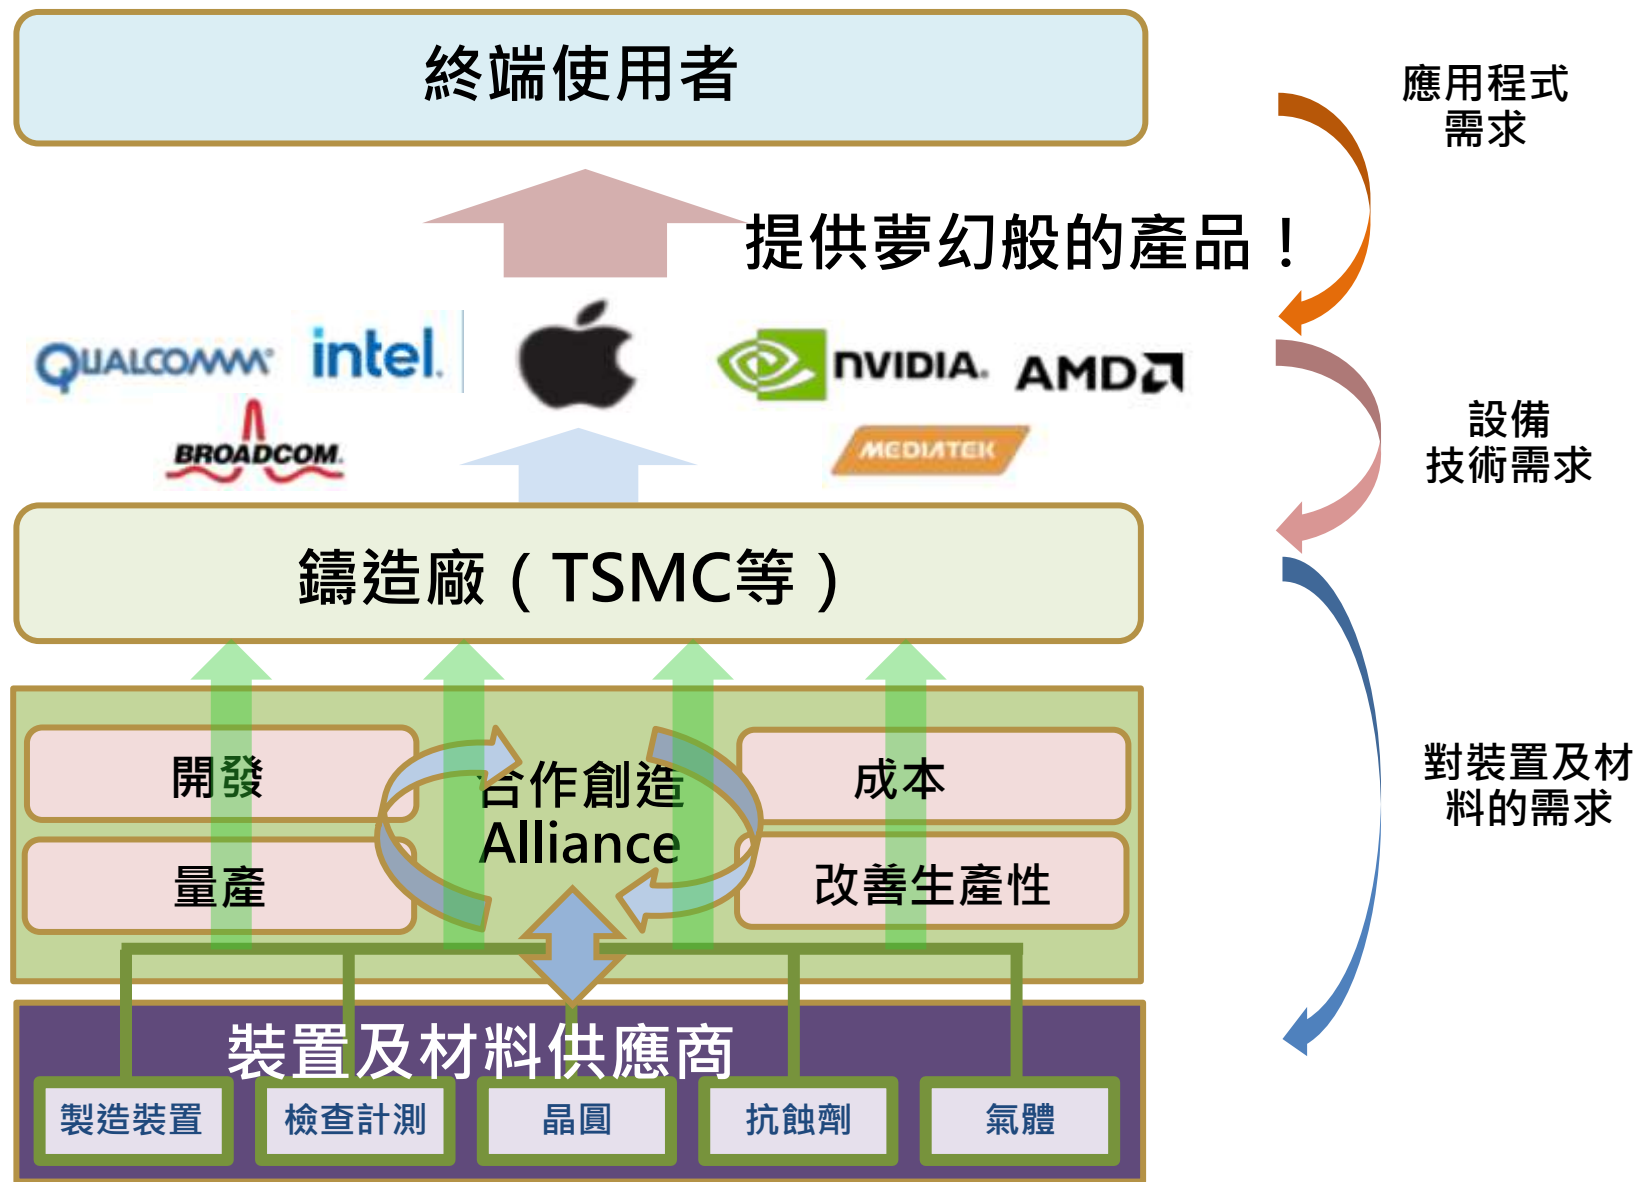 終端使用者
應用程式
需求
提供夢幻般的產品！
QUALCOMM
intel.
NVIDIA.
AMD
BROADCOM.
MEDIATEK
設備
技術需求
鑄造廠（TSMC等）
開發
合作創造
Alliance
成本
量產
改善生產性
對裝置及材
料的需求
裝置及材料供應商
製造裝置
檢查計測
晶圓
抗蝕劑
氣體